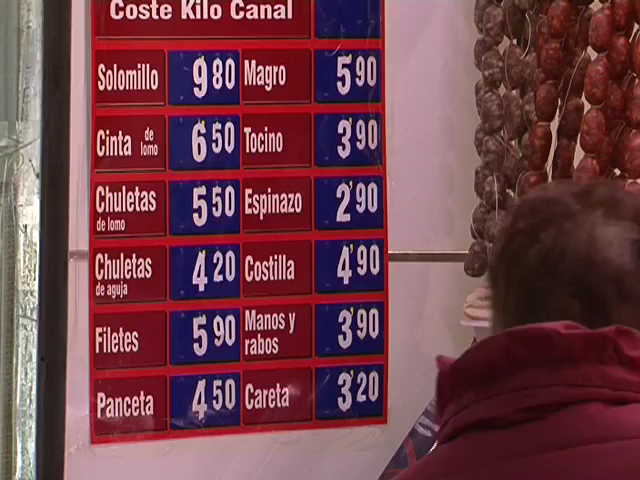 Coste Kilo Canal
Solomillo 9'80 Magro 5'90
Cinta de lomo 6'50 Tocino 3'90
Chuletas de lomo 5'50 Espinazo 2'90
Chuletas de aguja 4'20 Costilla 4'90
Filetes 5'90 Manos y rabos 3'90
Panceta 4'50 Careta 3'20